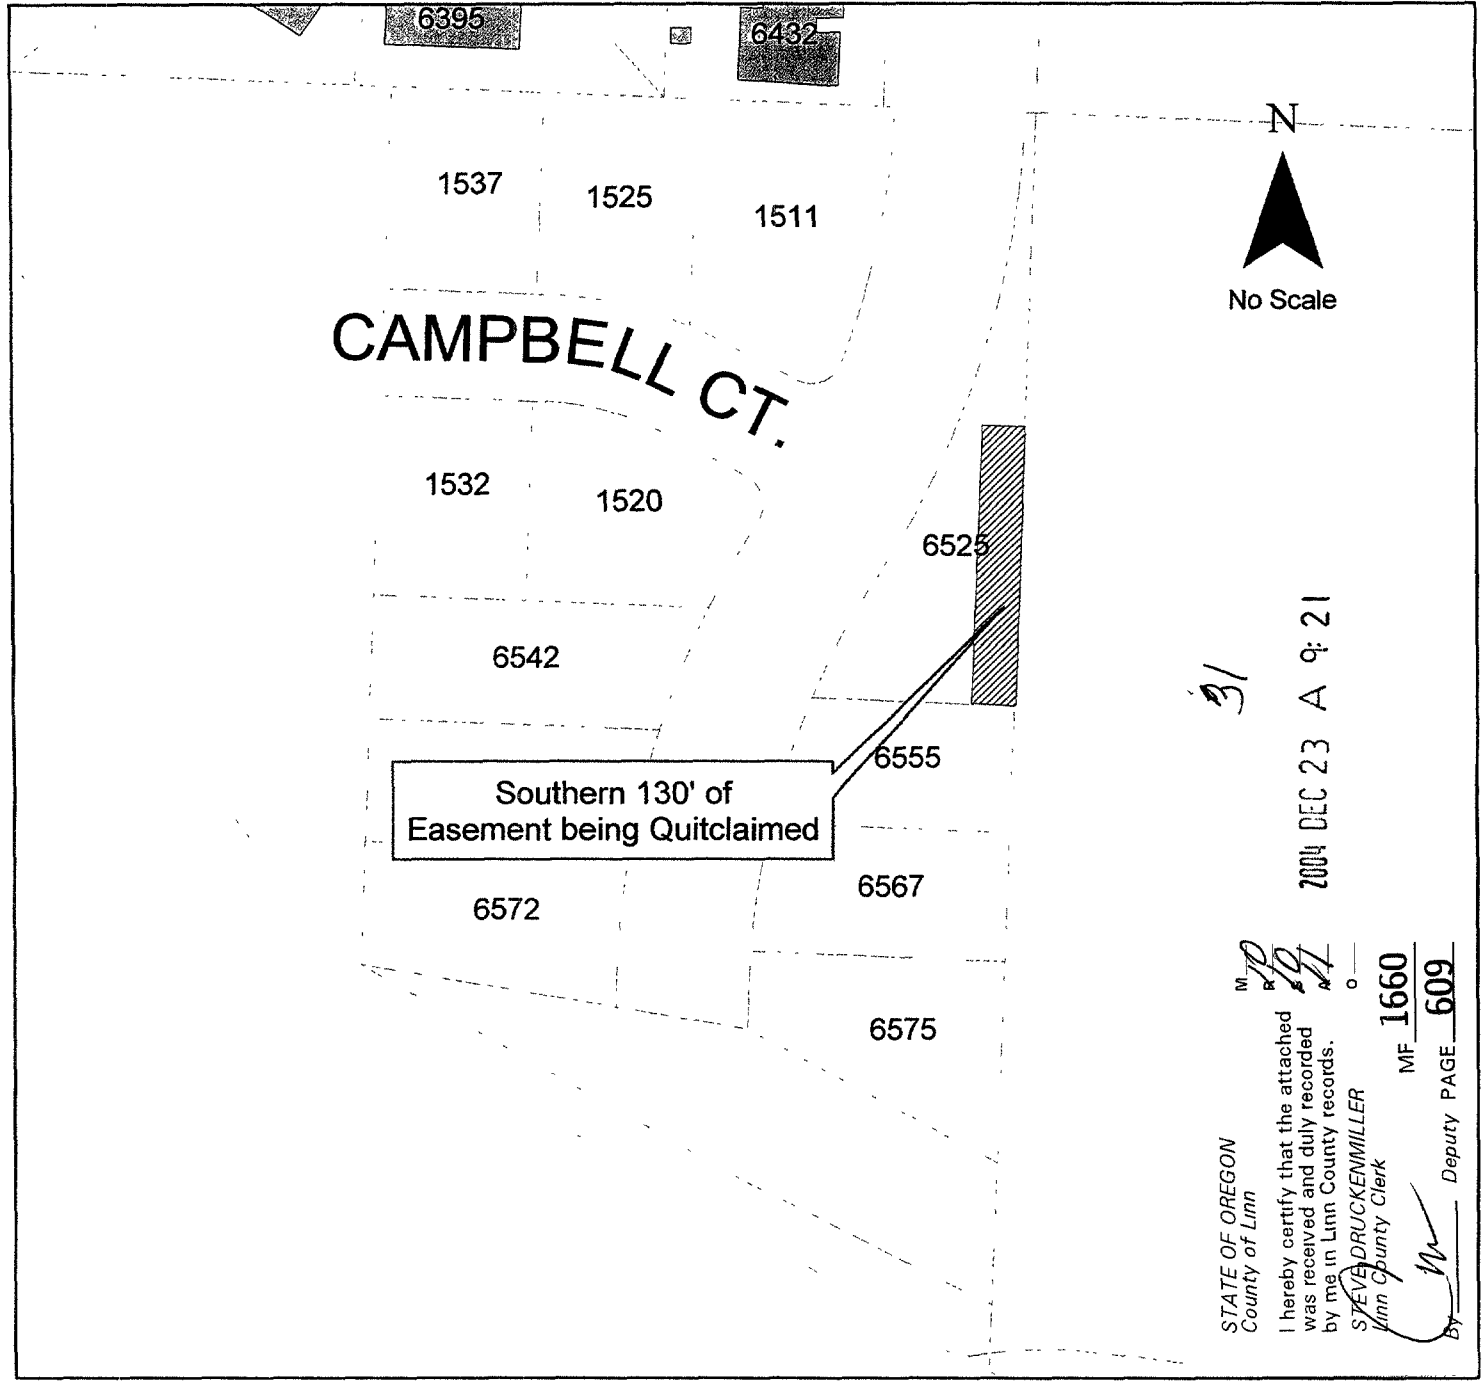 6395
6432
N
No Scale
1537
1525
1511
CAMPBELL CT.
1532
1520
6525
6542
6555
Southern 130' of
Easement being Quitclaimed
6567
6572
6575
31
2004 DEC 23 A 9: 21
STATE OF OREGON
County of Linn
I hereby certify that the attached
was received and duly recorded
by me in Linn County records.
STEVE DRUCKENMILLER
Linn County Clerk
MF 1660
By Deputy PAGE 609
M
R
S
A
O